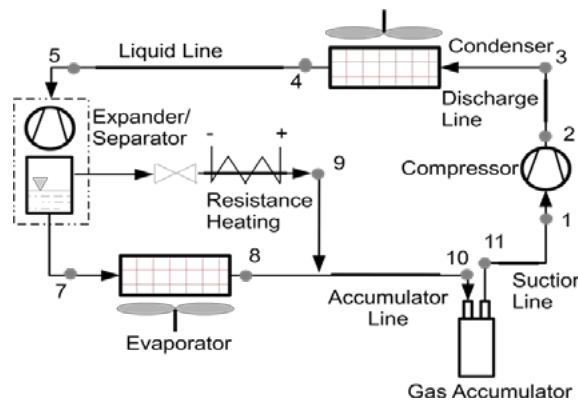 5
Liquid Line
4
Condenser
3
Discharge
Line
2
Expander/
Separator
-
+
9
Compressor
Resistance
Heating
1
7
8
10
11
Suction
Line
Accumulator
Line
Evaporator
Gas Accumulator